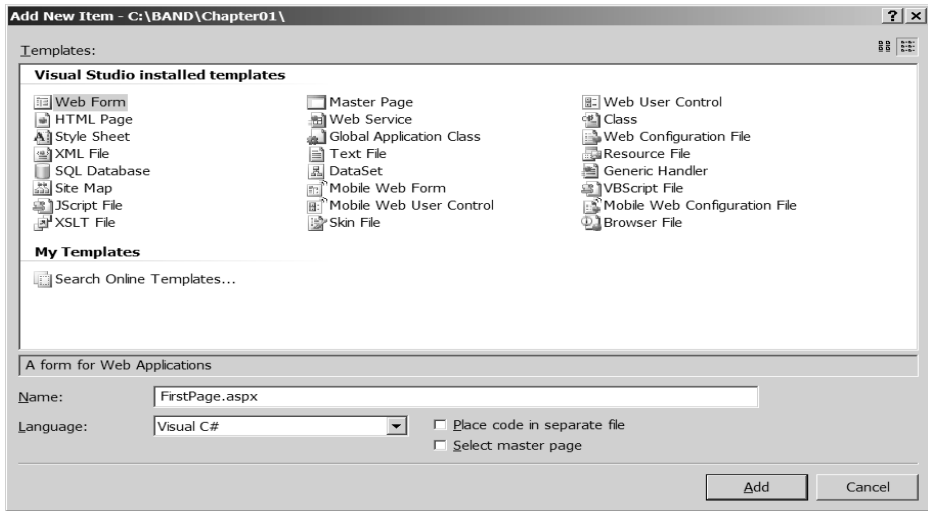 Add New Item - C:\BAND\Chapter01\
Templates:
Visual Studio installed templates
Web Form
Master Page
Web User Control
HTML Page
Web Service
Class
Style Sheet
Global Application Class
Web Configuration File
XML File
Text File
Resource File
SQL Database
DataSet
Generic Handler
Site Map
Mobile Web Form
VBScript File
JScript File
Mobile Web User Control
Mobile Web Configuration File
XSLT File
Skin File
Browser File
My Templates
Search Online Templates...
A form for Web Applications
Name:
FirstPage.aspx
Language:
Visual C#
Place code in separate file
Select master page
Add
Cancel